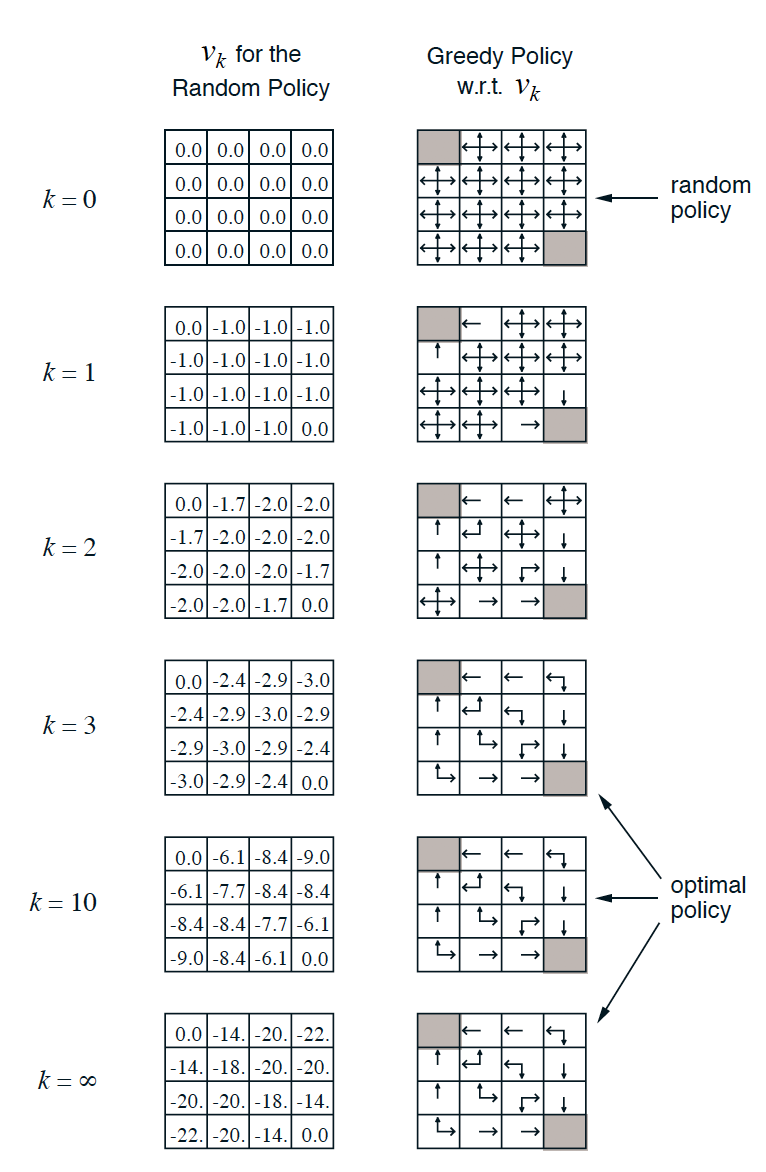 vₖ for the
Random Policy
Greedy Policy
w.r.t. vₖ
k = 0
0.0 0.0 0.0 0.0
0.0 0.0 0.0 0.0
0.0 0.0 0.0 0.0
0.0 0.0 0.0 0.0
random
policy
k = 1
0.0 -1.0 -1.0 -1.0
-1.0 -1.0 -1.0 -1.0
-1.0 -1.0 -1.0 -1.0
-1.0 -1.0 -1.0 0.0
k = 2
0.0 -1.7 -2.0 -2.0
-1.7 -2.0 -2.0 -2.0
-2.0 -2.0 -2.0 -1.7
-2.0 -2.0 -1.7 0.0
k = 3
0.0 -2.4 -2.9 -3.0
-2.4 -2.9 -3.0 -2.9
-2.9 -3.0 -2.9 -2.4
-3.0 -2.9 -2.4 0.0
k = 10
0.0 -6.1 -8.4 -9.0
-6.1 -7.7 -8.4 -8.4
-8.4 -8.4 -7.7 -6.1
-9.0 -8.4 -6.1 0.0
optimal
policy
k = ∞
0.0 -14. -20. -22.
-14. -18. -20. -20.
-20. -20. -18. -14.
-22. -20. -14. 0.0